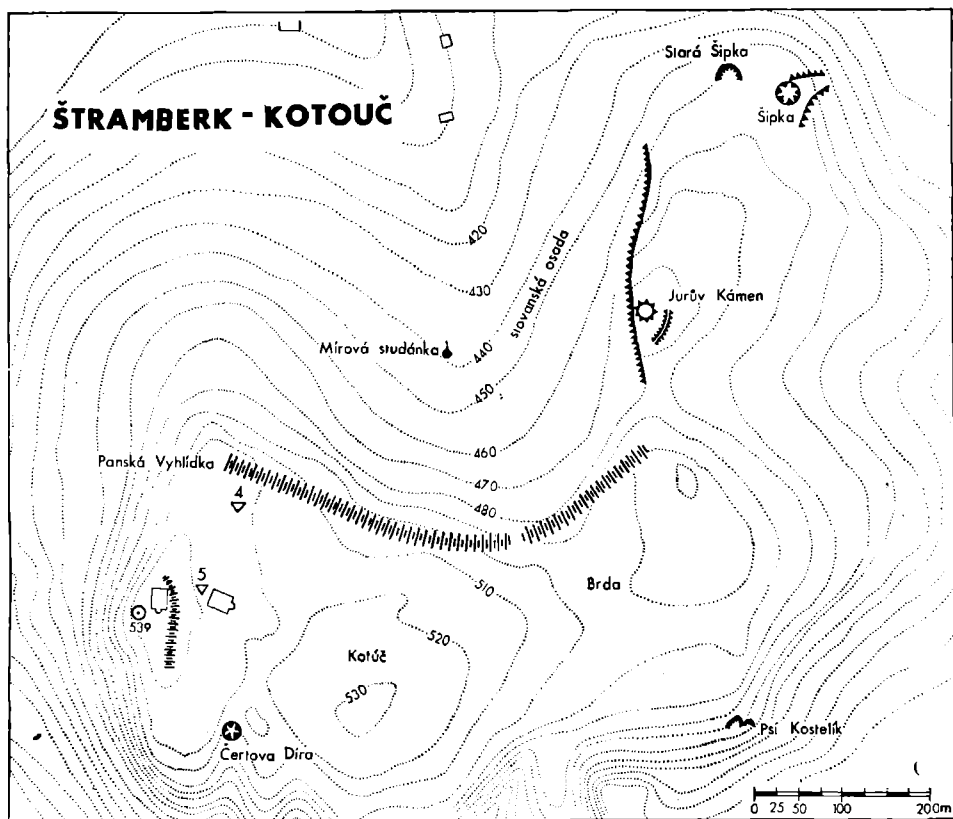 Stará Šipka
ŠTRAMBERK - KOTOUČ
Šipka
420
slovanská osada
430
Jurův Kámen
Mírová studánka
440
450
460
Panská Vyhlídka
470
4
480
5
510
Brda
539
520
Kotůč
530
Psí Kostelík
Čertova Díra
0 25 50 100 200m